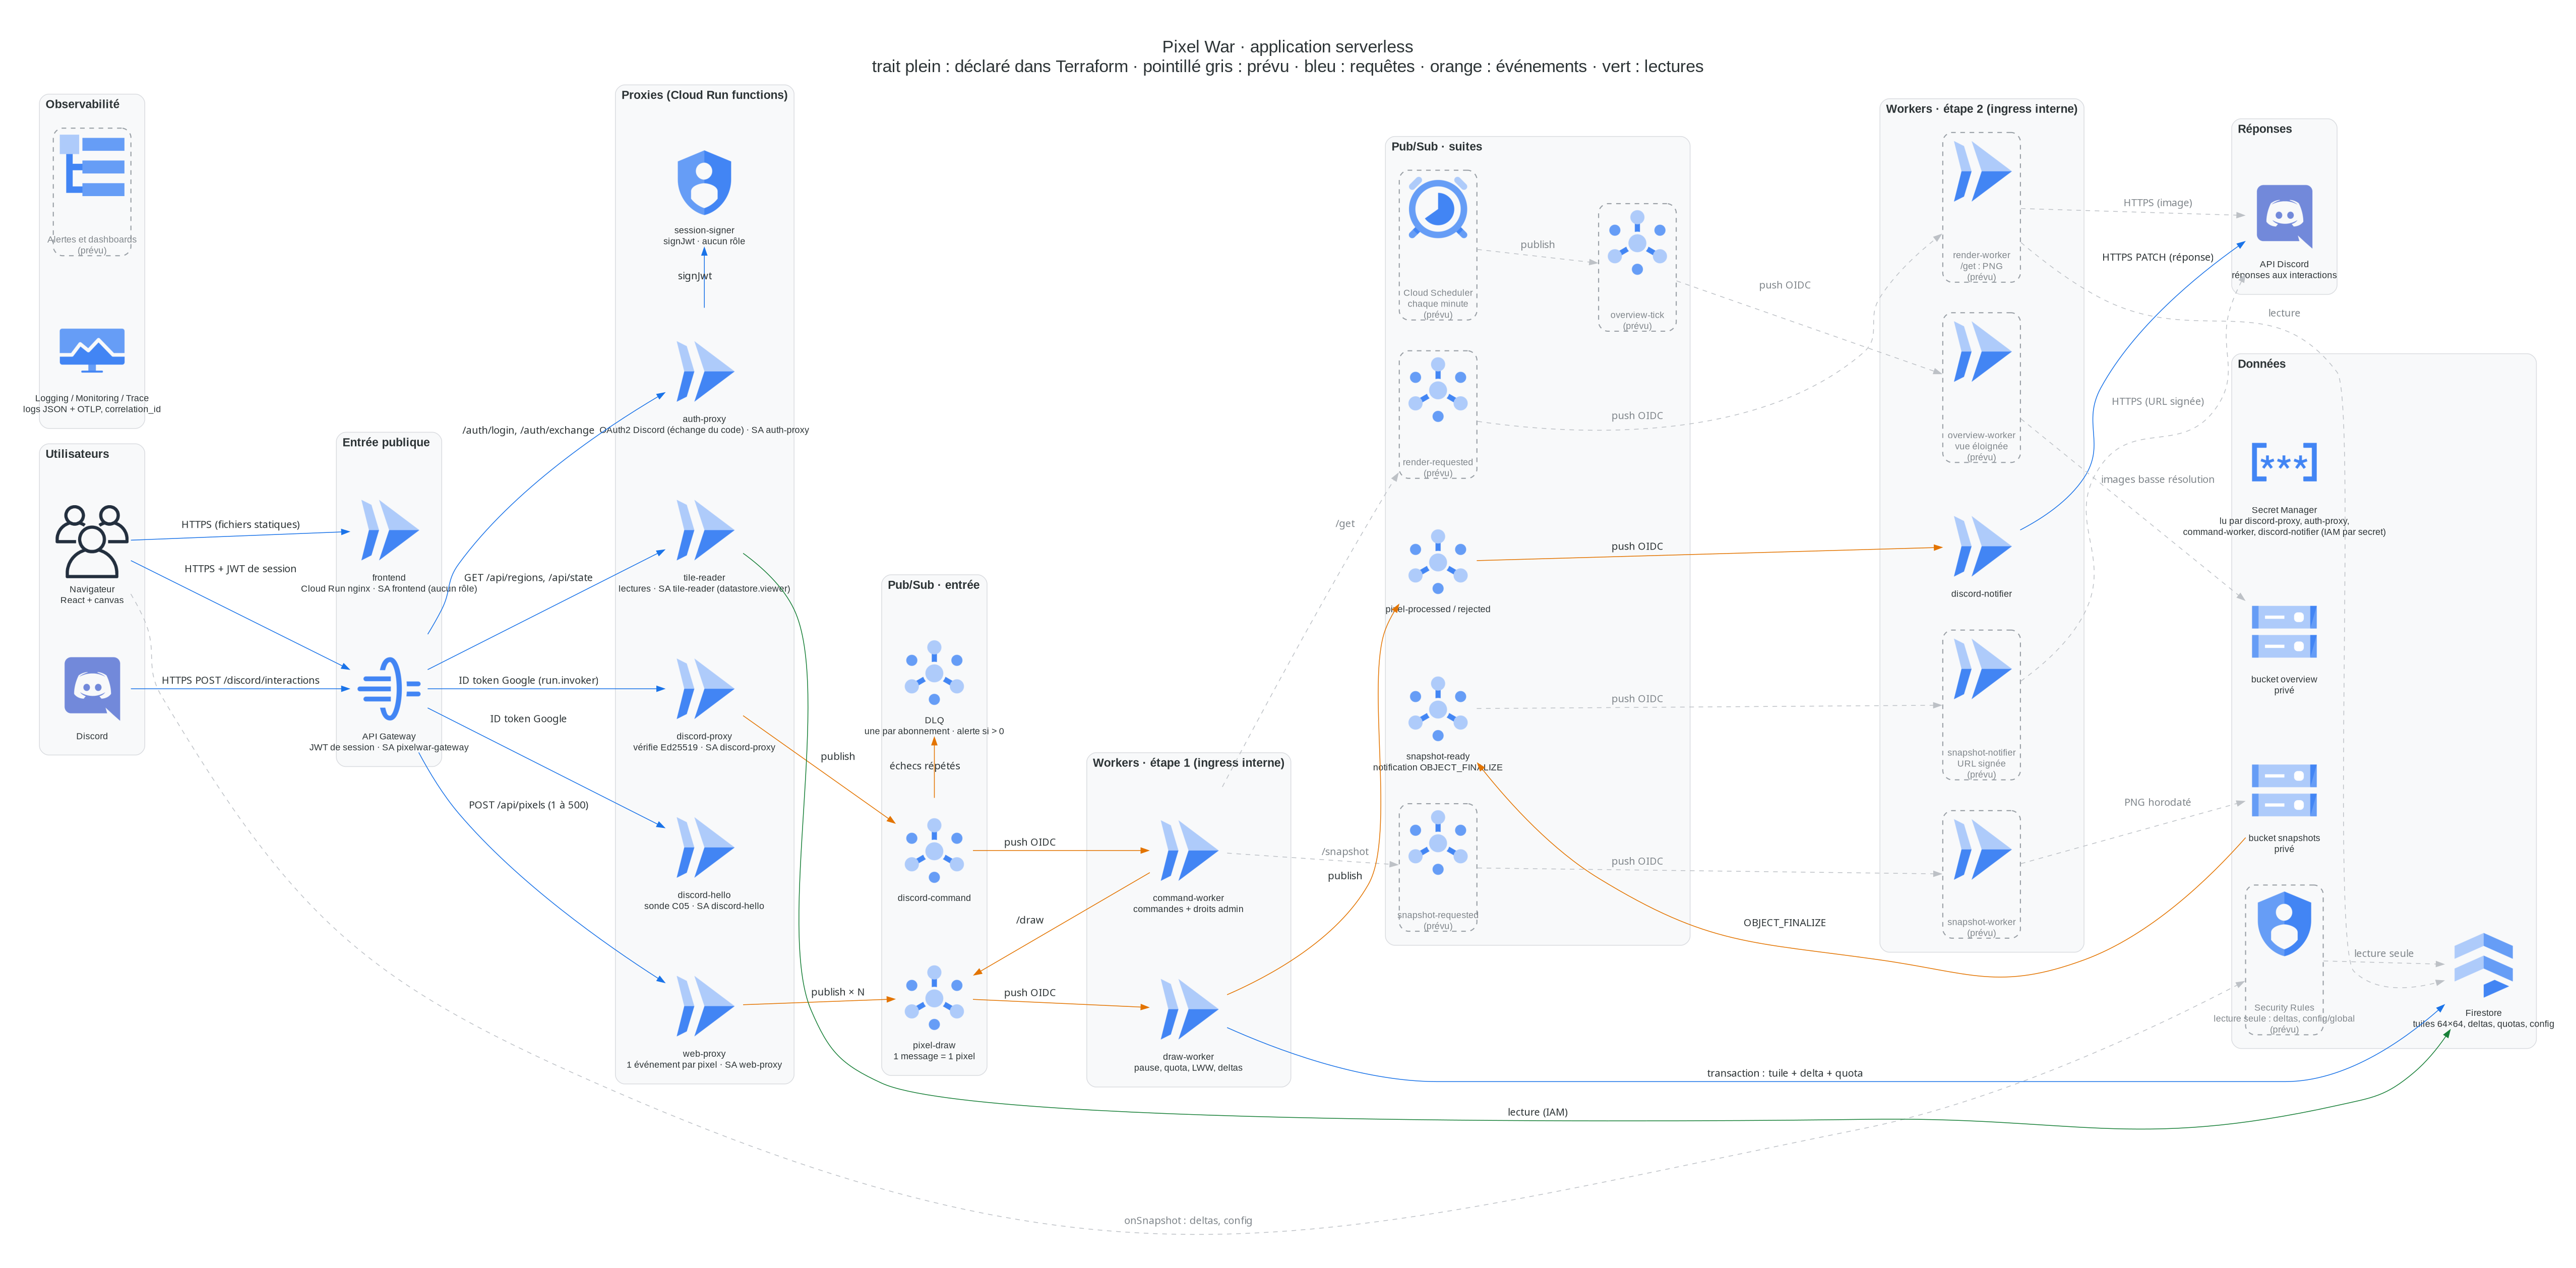 Pixel War · application serverless
trait plein : déclaré dans Terraform · pointillé gris : prévu · bleu : requêtes · orange : événements · vert : lectures
Observabilité
Alertes et dashboards
(prévu)
Logging / Monitoring / Trace
logs JSON + OTLP, correlation_id
Utilisateurs
Navigateur
React + canvas
Discord
HTTPS (fichiers statiques)
HTTPS + JWT de session
HTTPS POST /discord/interactions
Entrée publique
frontend
Cloud Run nginx · SA frontend (aucun rôle)
API Gateway
JWT de session · SA pixelwar-gateway
/auth/login, /auth/exchange
GET /api/regions, /api/state
ID token Google (run.invoker)
ID token Google
POST /api/pixels (1 à 500)
Proxies (Cloud Run functions)
session-signer
signJwt · aucun rôle
signJwt
auth-proxy
OAuth2 Discord (échange du code) · SA auth-proxy
tile-reader
lectures · SA tile-reader (datastore.viewer)
discord-proxy
vérifie Ed25519 · SA discord-proxy
discord-hello
sonde C05 · SA discord-hello
web-proxy
1 événement par pixel · SA web-proxy
publish
publish × N
Pub/Sub · entrée
DLQ
une par abonnement · alerte si > 0
échecs répétés
discord-command
pixel-draw
1 message = 1 pixel
push OIDC
/draw
push OIDC
Workers · étape 1 (ingress interne)
command-worker
commandes + droits admin
draw-worker
pause, quota, LWW, deltas
/get
/snapshot
publish
Pub/Sub · suites
Cloud Scheduler
chaque minute
(prévu)
publish
overview-tick
(prévu)
render-requested
(prévu)
pixel-processed / rejected
snapshot-ready
notification OBJECT_FINALIZE
snapshot-requested
(prévu)
push OIDC
push OIDC
push OIDC
push OIDC
push OIDC
OBJECT_FINALIZE
Workers · étape 2 (ingress interne)
render-worker
/get : PNG
(prévu)
overview-worker
vue éloignée
(prévu)
discord-notifier
snapshot-notifier
URL signée
(prévu)
snapshot-worker
(prévu)
HTTPS (image)
HTTPS PATCH (réponse)
lecture
HTTPS (URL signée)
images basse résolution
PNG horodaté
Réponses
API Discord
réponses aux interactions
Données
Secret Manager
lu par discord-proxy, auth-proxy,
command-worker, discord-notifier (IAM par secret)
bucket overview
privé
bucket snapshots
privé
Security Rules
lecture seule : deltas, config/global
(prévu)
lecture seule
Firestore
tuiles 64×64, deltas, quotas, config
transaction : tuile + delta + quota
lecture (IAM)
onSnapshot : deltas, config